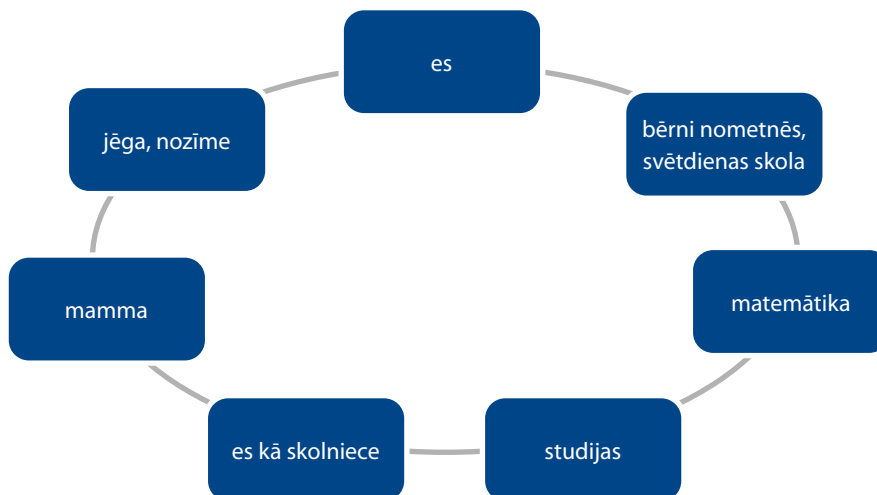 es
bērni nometnēs,
svētdienas skola
matemātika
studijas
es kā skolniece
mamma
jēga, nozīme